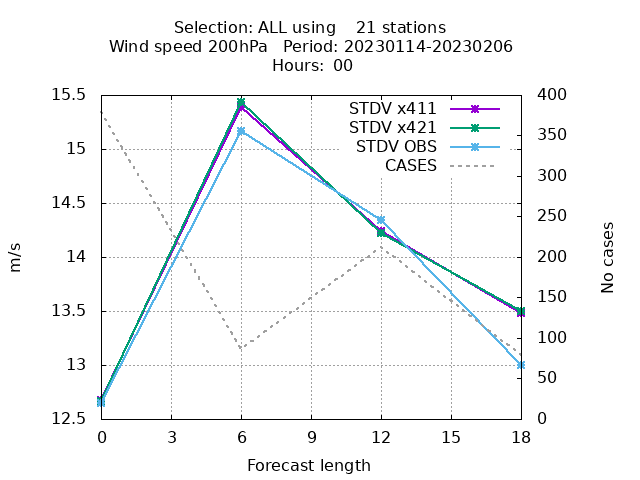 Selection: ALL using    21 stations
Wind speed 200hPa   Period: 20230114-20230206
Hours:  00
15.5
15
14.5
14
13.5
13
12.5
m/s
STDV x411
STDV x421
STDV OBS
CASES
400
350
300
250
200
150
100
50
0
No cases
0 3 6 9 12 15 18
Forecast length